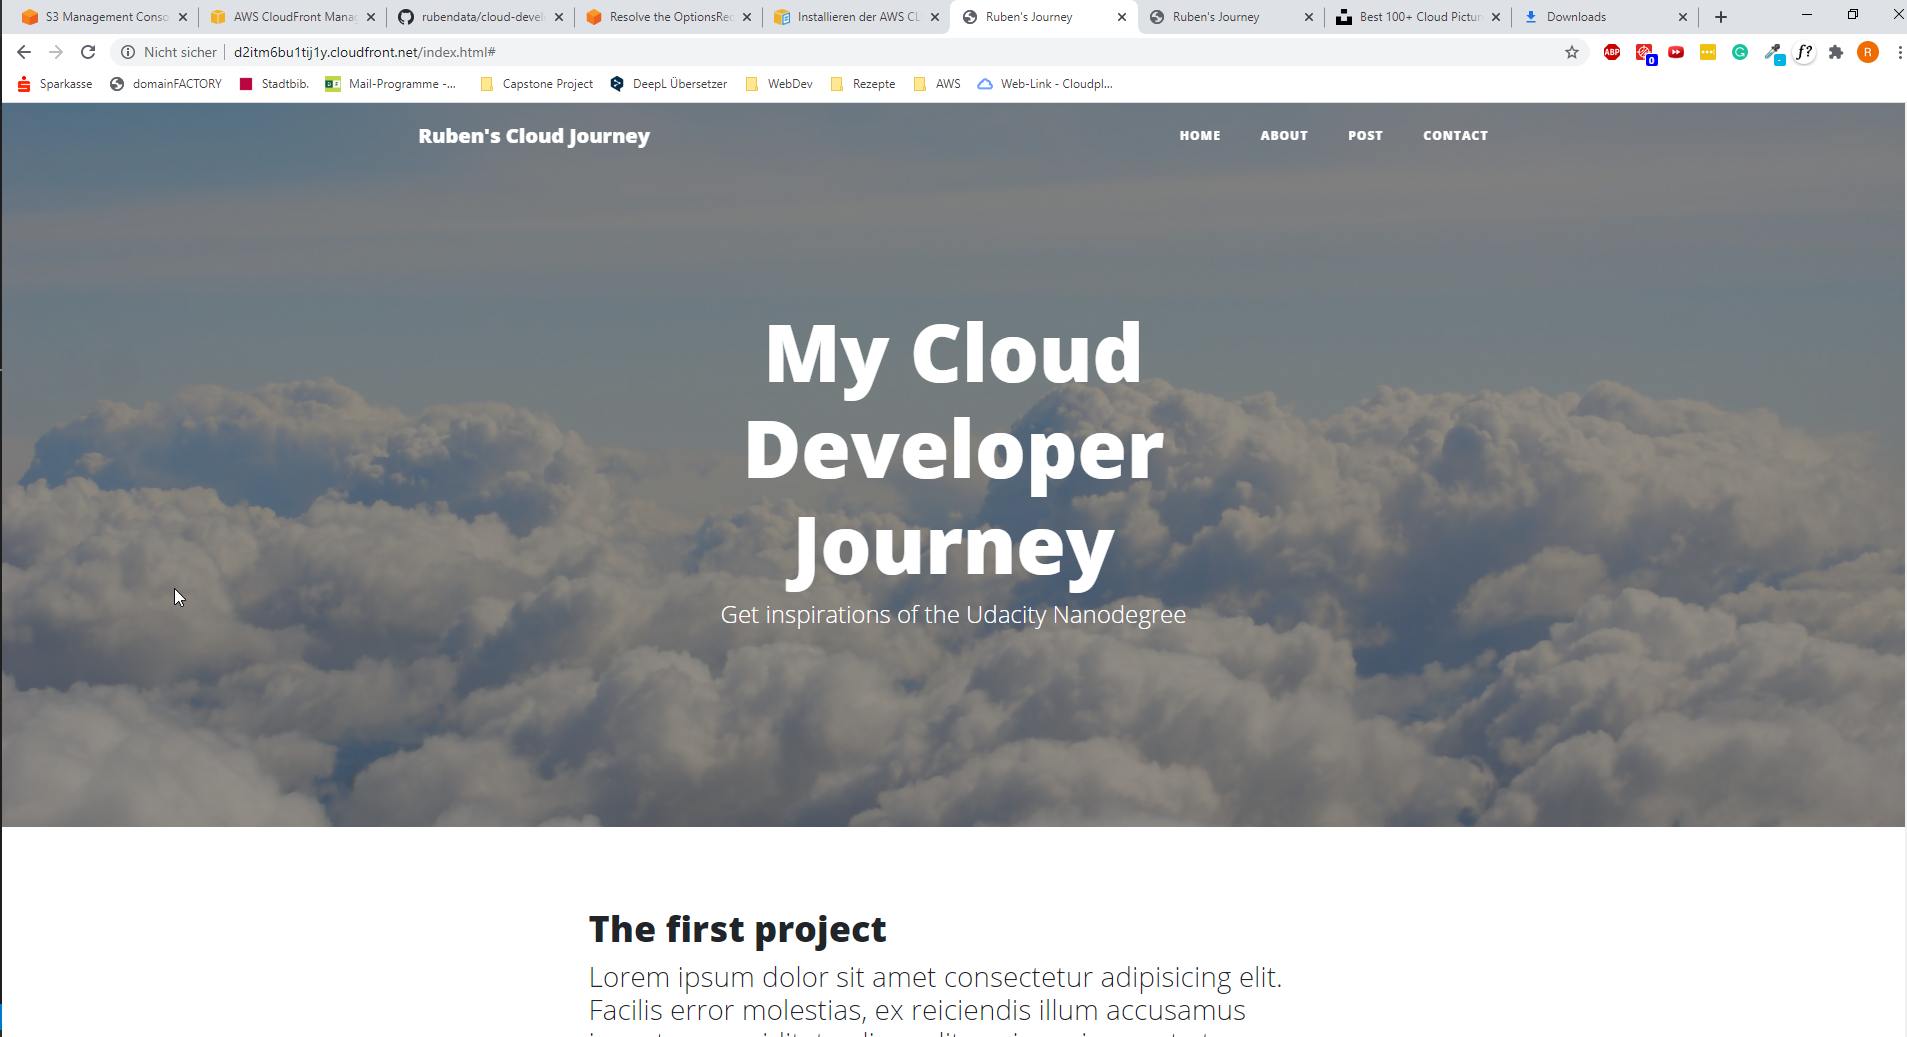 S3 Management Conso
AWS CloudFront Manag
rubendata/cloud-devel
Resolve the OptionsReq
Installieren der AWS CL
Ruben's Journey
Ruben's Journey
Best 100+ Cloud Pictur
Downloads
Nicht sicher
d2itm6bu1tij1y.cloudfront.net/index.html#
ABP
0
f?
R
Sparkasse
domainFACTORY
Stadtbib.
Mail-Programme -...
Capstone Project
DeepL Übersetzer
WebDev
Rezepte
AWS
Web-Link - Cloudpl...
Ruben's Cloud Journey
HOME
ABOUT
POST
CONTACT
My Cloud
Developer
Journey
Get inspirations of the Udacity Nanodegree
The first project
Lorem ipsum dolor sit amet consectetur adipisicing elit.
Facilis error molestias, ex reiciendis illum accusamus